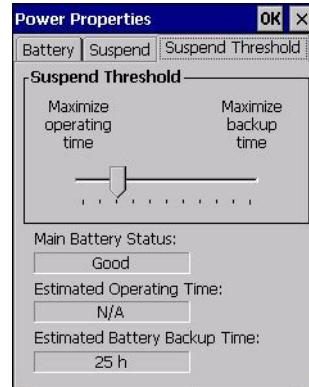 Power Properties OK ×
Battery Suspend Suspend Threshold
Suspend Threshold
Maximize Maximize
operating backup
time time
Main Battery Status:
Good
Estimated Operating Time:
N/A
Estimated Battery Backup Time:
25 h